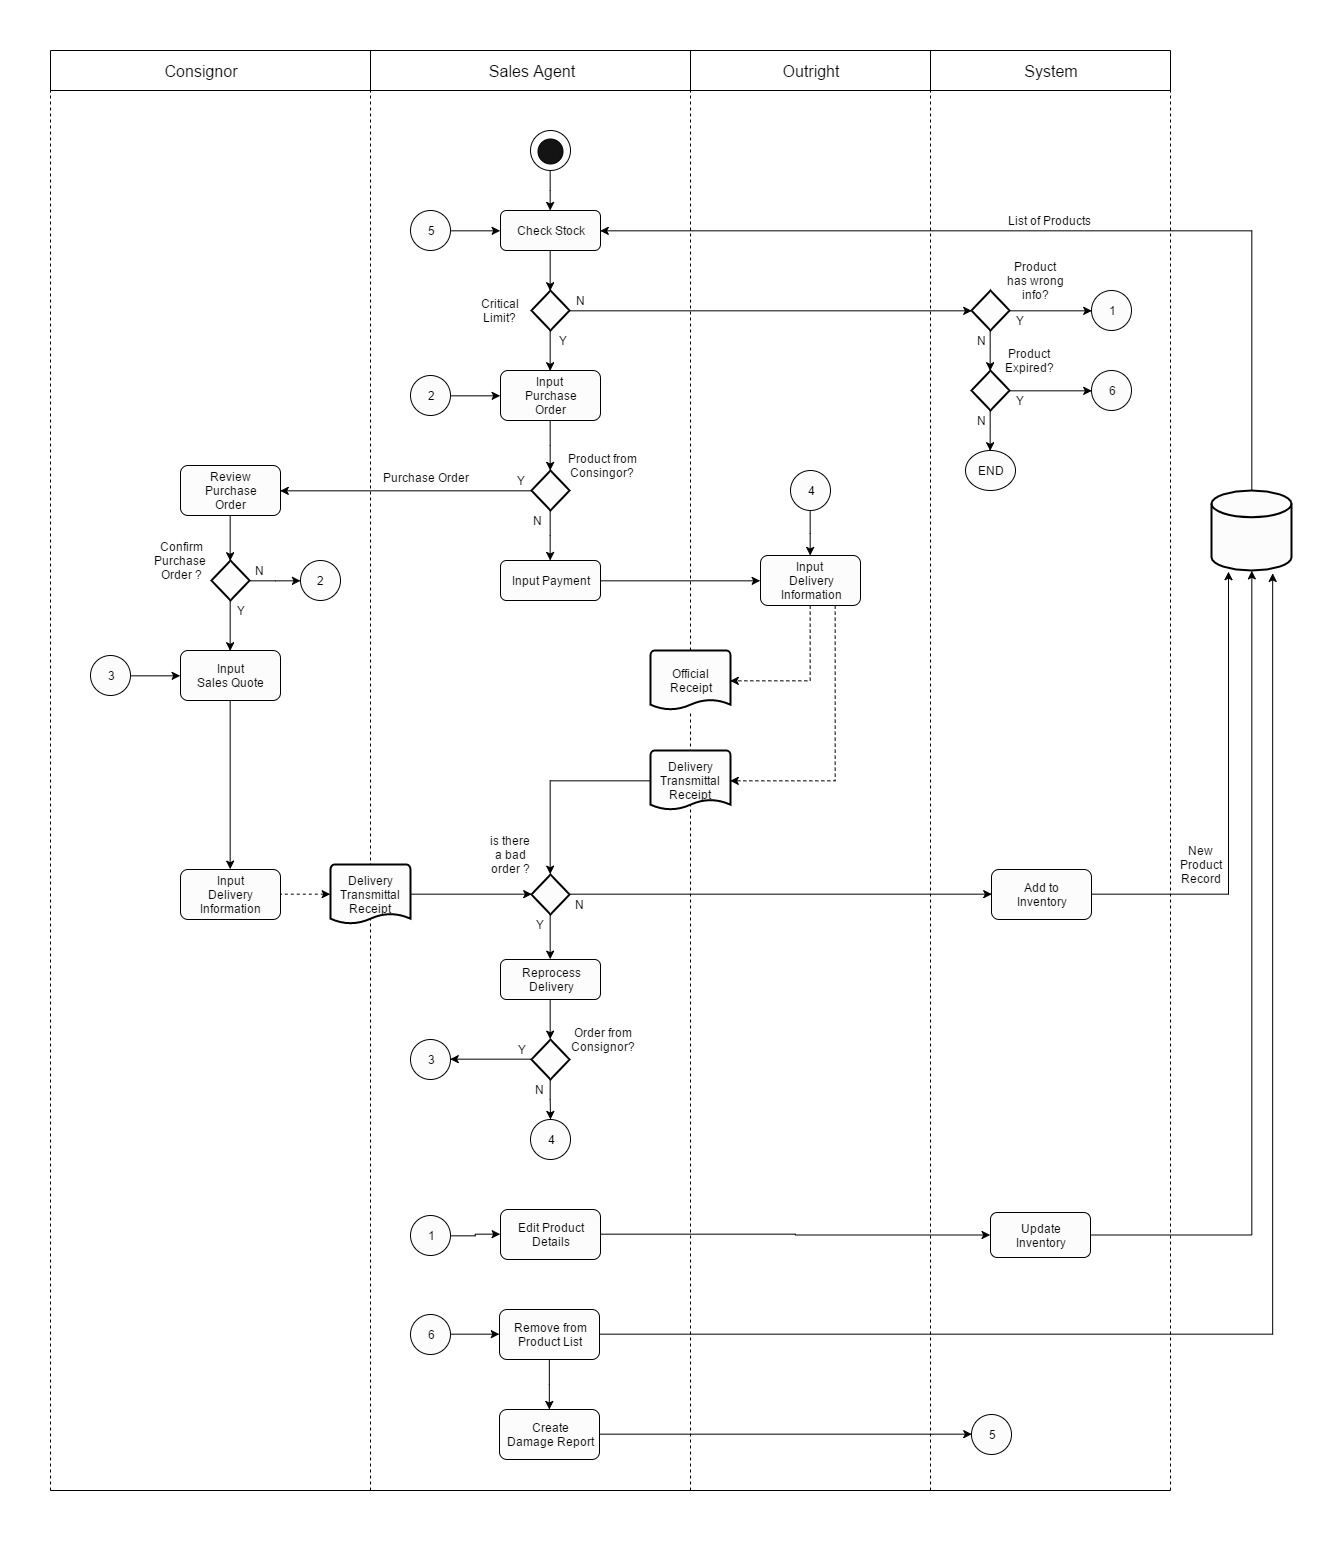 Consignor
Sales Agent
Outright
System
5
Check Stock
List of Products
Critical
Limit?
N
Y
Product
has wrong
info?
Y
1
N
Product
Expired?
Y
6
N
END
2
Input
Purchase
Order
Product from
Consingor?
Y
N
Purchase Order
Review
Purchase
Order
Confirm
Purchase
Order ?
N
2
Y
Input Payment
4
Input
Delivery
Information
3
Input
Sales Quote
Official
Receipt
Delivery
Transmittal
Receipt
is there
a bad
order ?
N
Y
Input
Delivery
Information
Delivery
Transmittal
Receipt
Add to
Inventory
New
Product
Record
Reprocess
Delivery
Order from
Consignor?
Y
3
N
4
1
Edit Product
Details
Update
Inventory
6
Remove from
Product List
Create
Damage Report
5